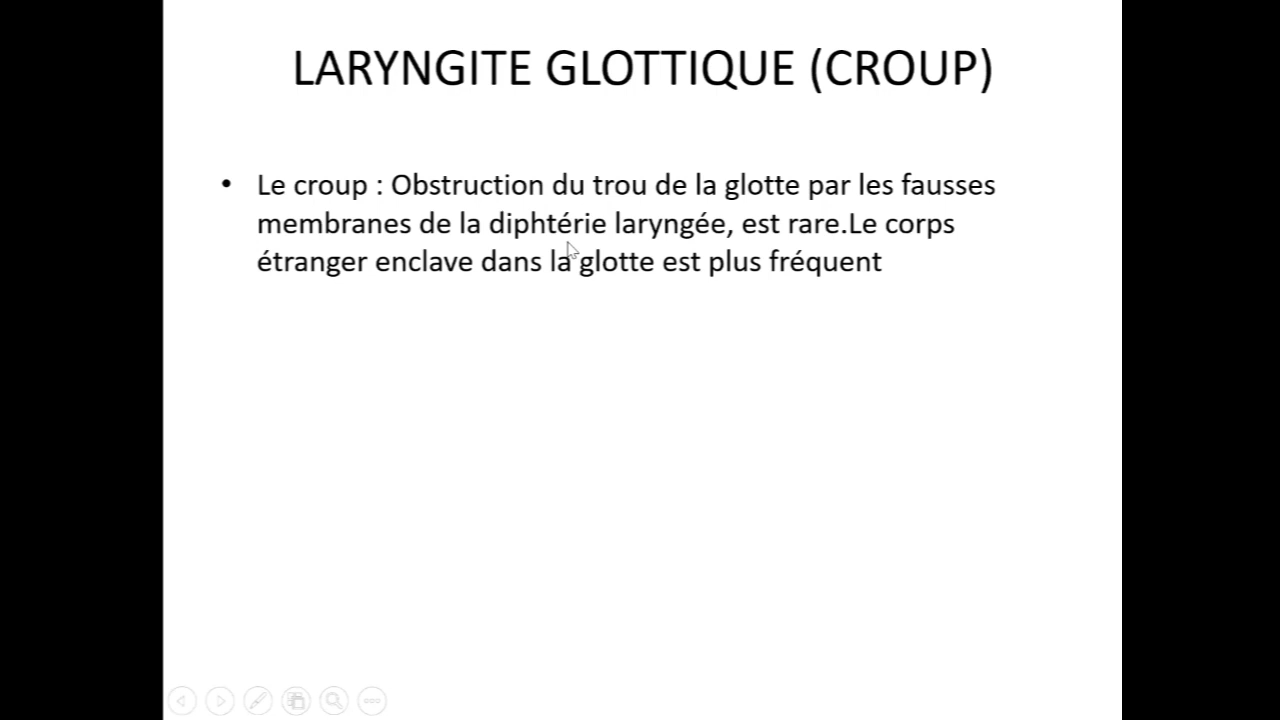 LARYNGITE GLOTTIQUE (CROUP)
• Le croup : Obstruction du trou de la glotte par les fausses
membranes de la diphtérie laryngée, est rare.Le corps
étranger enclave dans la glotte est plus fréquent